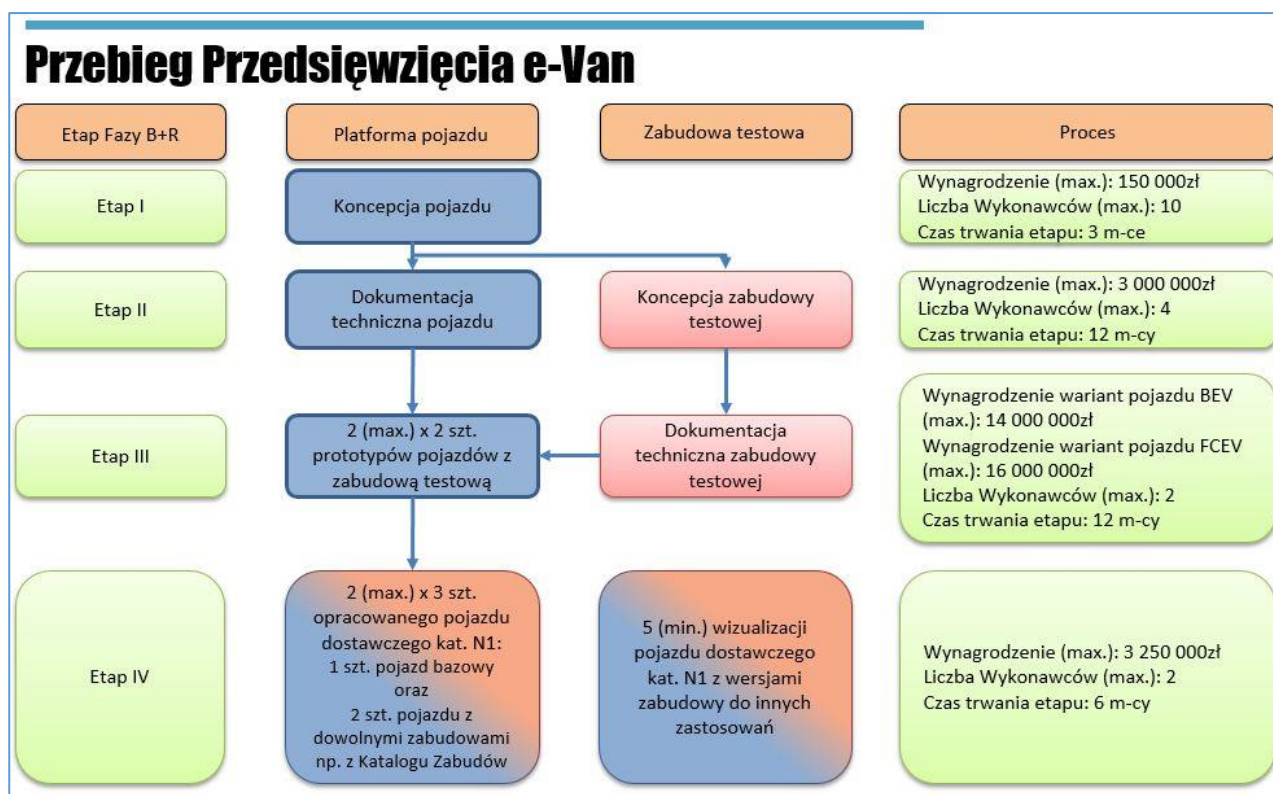 Przebieg Przedsięwzięcia e-Van
Etap Fazy B+R
Platforma pojazdu
Zabudowa testowa
Proces
Etap I
Koncepcja pojazdu
Wynagrodzenie (max.): 150 000zł
Liczba Wykonawców (max.): 10
Czas trwania etapu: 3 m-ce
Etap II
Dokumentacja
techniczna pojazdu
Koncepcja zabudowy
testowej
Wynagrodzenie (max.): 3 000 000zł
Liczba Wykonawców (max.): 4
Czas trwania etapu: 12 m-cy
Etap III
2 (max.) x 2 szt.
prototypów pojazdów z
zabudową testową
Dokumentacja
techniczna zabudowy
testowej
Wynagrodzenie wariant pojazdu BEV
(max.): 14 000 000zł
Wynagrodzenie wariant pojazdu FCEV
(max.): 16 000 000zł
Liczba Wykonawców (max.): 2
Czas trwania etapu: 12 m-cy
Etap IV
2 (max.) x 3 szt.
opracowanego pojazdu
dostawczego kat. N1:
1 szt. pojazd bazowy
oraz
2 szt. pojazdu z
dowolnymi zabudowami
np. z Katalogu Zabudów
5 (min.) wizualizacji
pojazdu dostawczego
kat. N1 z wersjami
zabudowy do innych
zastosowań
Wynagrodzenie (max.): 3 250 000zł
Liczba Wykonawców (max.): 2
Czas trwania etapu: 6 m-cy